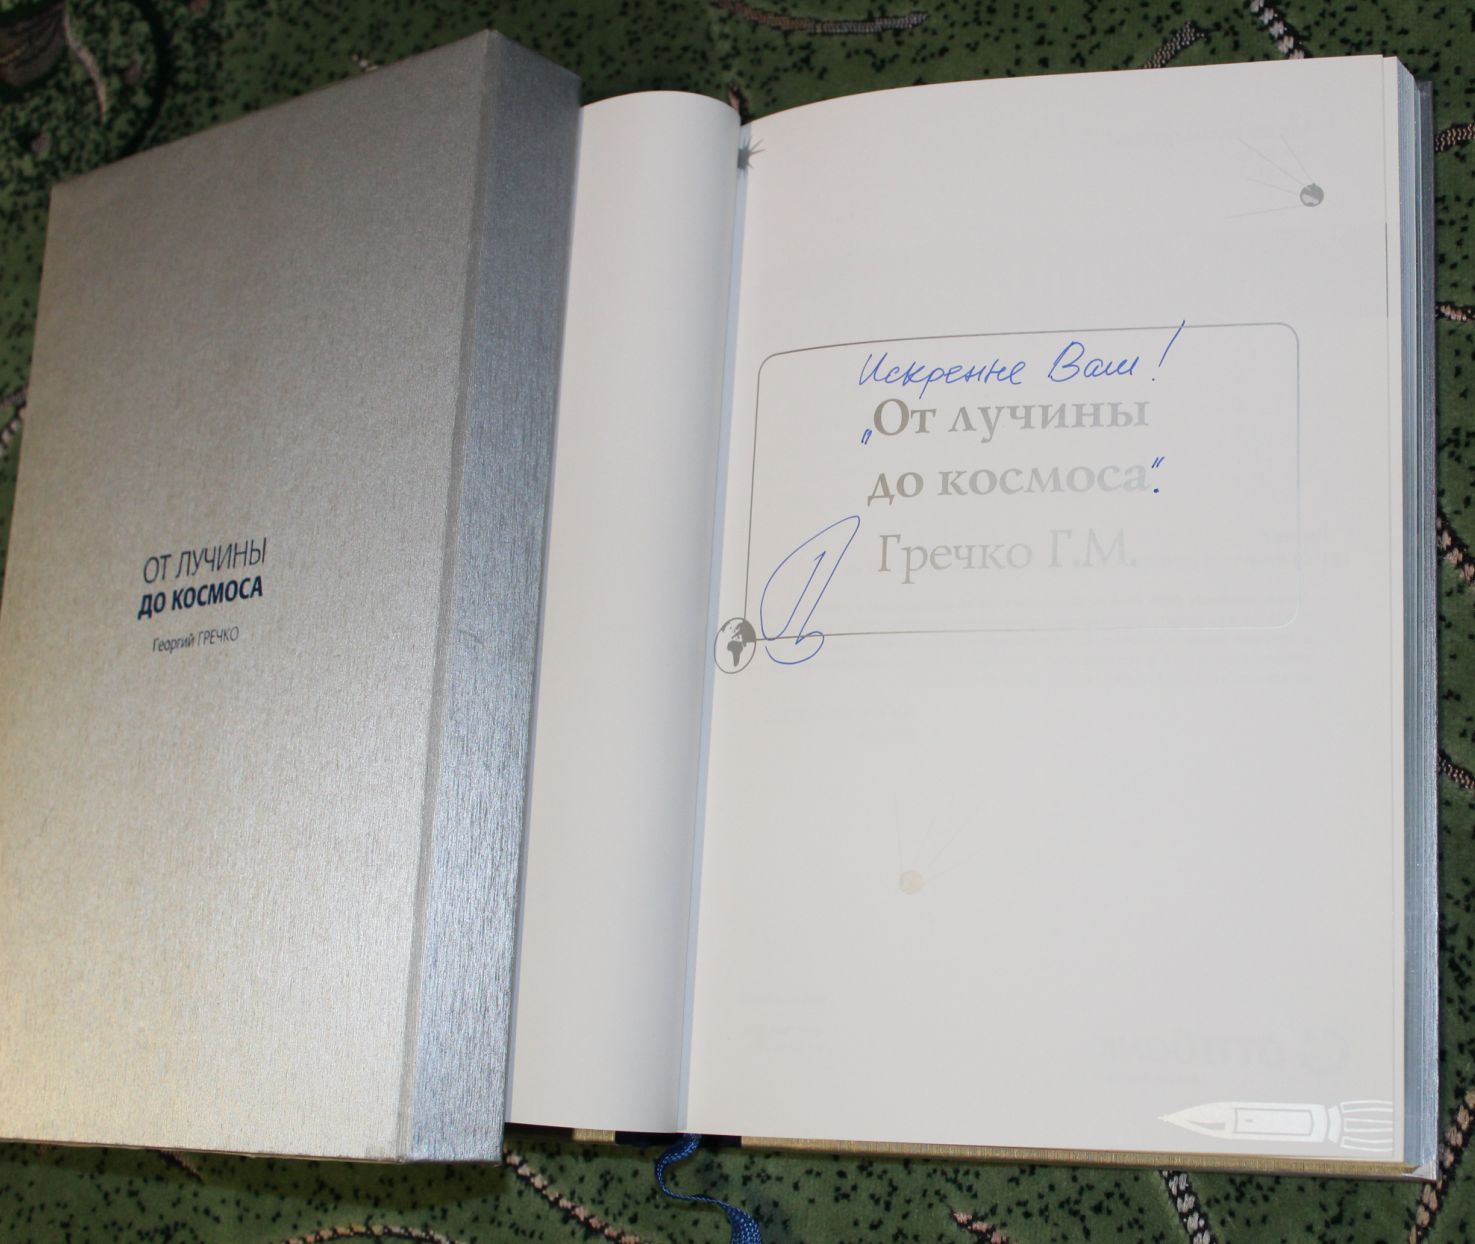 ОТ ЛУЧИНЫ
ДО КОСМОСА
Георгий ГРЕЧКО
Искренне Ваш!
„От лучины
до космоса“.
Гречко Г.М.